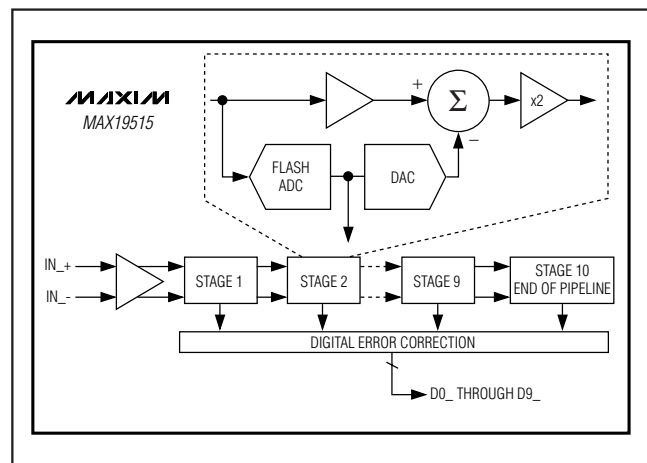 MAXIM
MAX19515
+
Σ
x2
−
FLASH
ADC
DAC
IN_+
IN_-
STAGE 1
STAGE 2
STAGE 9
STAGE 10
END OF PIPELINE
DIGITAL ERROR CORRECTION
D0_ THROUGH D9_